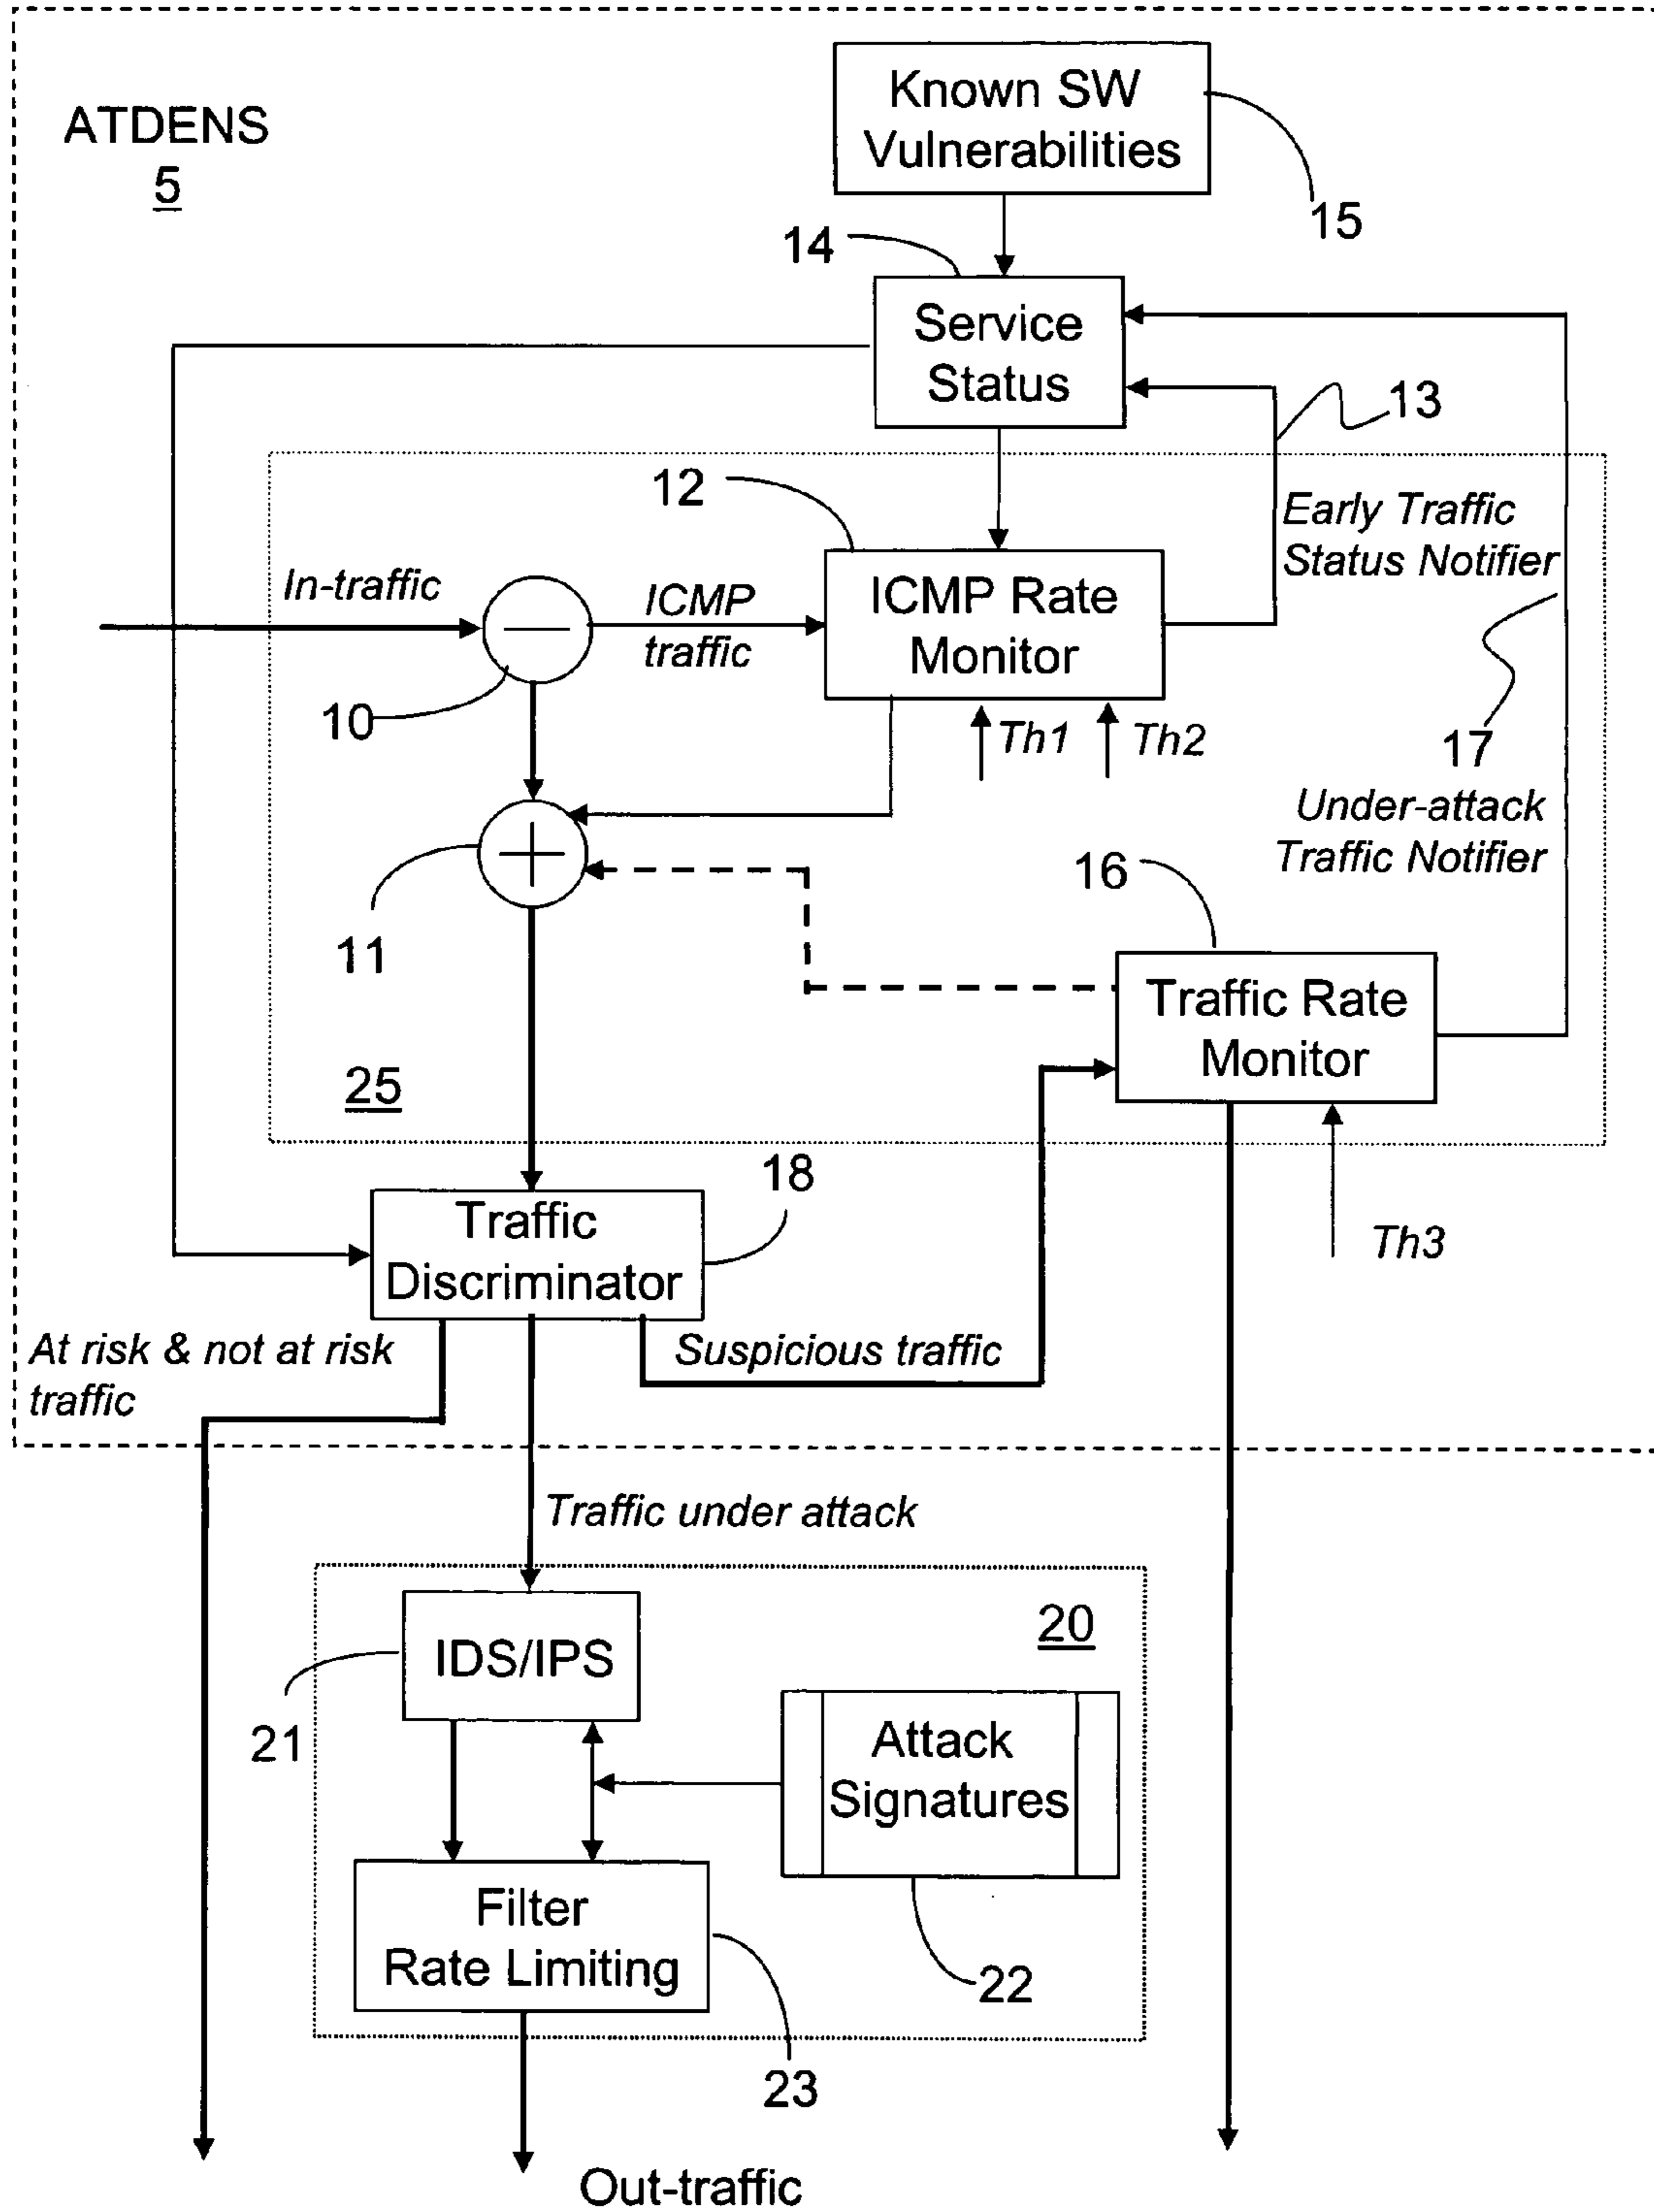 ATDENS
5
Known SW
Vulnerabilities
15
14
Service
Status
13
12
Early Traffic
Status Notifier
In-traffic
ICMP
traffic
ICMP Rate
Monitor
10
Th1
Th2
17
Under-attack
Traffic Notifier
16
11
Traffic Rate
Monitor
25
18
Traffic
Discriminator
Th3
At risk & not at risk
traffic
Suspicious traffic
Traffic under attack
IDS/IPS
20
21
Attack
Signatures
Filter
Rate Limiting
22
23
Out-traffic